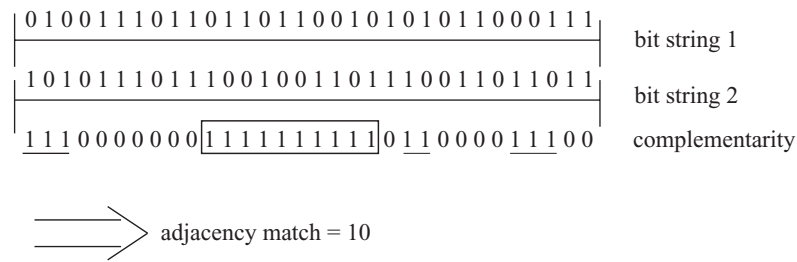 0 1 0 0 1 1 1 0 1 1 0 1 1 0 1 1 0 0 1 0 1 0 1 0 1 1 0 0 0 1 1 1
bit string 1
1 0 1 0 1 1 1 0 1 1 1 0 0 1 0 0 1 1 0 1 1 1 0 0 1 1 0 1 1 0 1 1
bit string 2
1 1 1 0 0 0 0 0 0 0 1 1 1 1 1 1 1 1 1 1 0 1 1 0 0 0 0 1 1 1 0 0 complementarity
adjacency match = 10